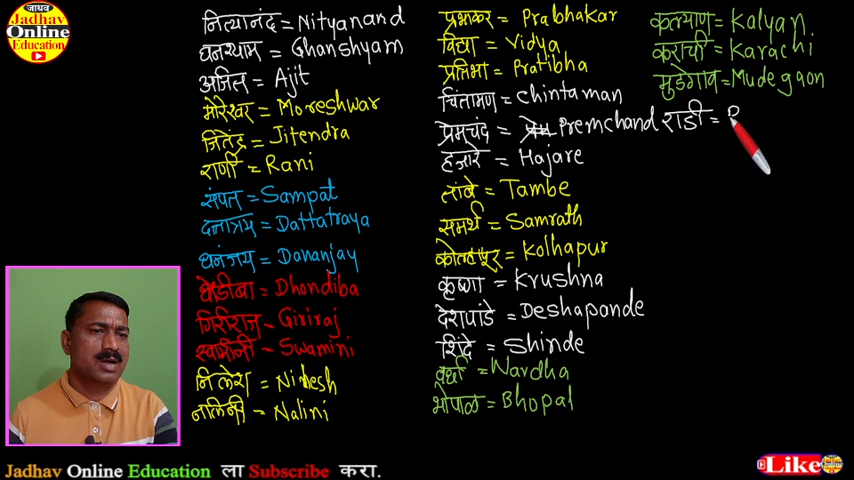 जाधव
Jadhav
Online
Education
नित्यानंद = Nityanand
घनश्याम = Ghanshyam
अजित = Ajit
मोरेश्वर = Moreshwar
जितेंद्र = Jitendra
राणी = Rani
संपत = Sampat
दत्तात्रय = Dattatraya
धनंजय = Dananjay
धोंडीबा = Dhondiba
गिरीराज = Giriraj
स्वामीनी = Swamini
निलेश =
नालिनी = Nalini
प्रभाकर = Prabhakar
विद्या = Vidya
प्रतिभा = Pratibha
चिंतामण = Chintaman
प्रेमचंद = Premchand
हजारे = Hajare
तांबे = Tambe
समर्थ = Samrath
कोल्हापूर = Kolhapur
कृष्णा = Krushna
देशपांडे = Deshapande
शिंदे = Shinde
वर्धा = Wardha
भोपाळ = Bhopal
कल्याण = Kalyan
कराची = Karachi
मुडेगाव = Mudegaon
राडी =
Jadhav Online Education ला Subscribe करा.
Like